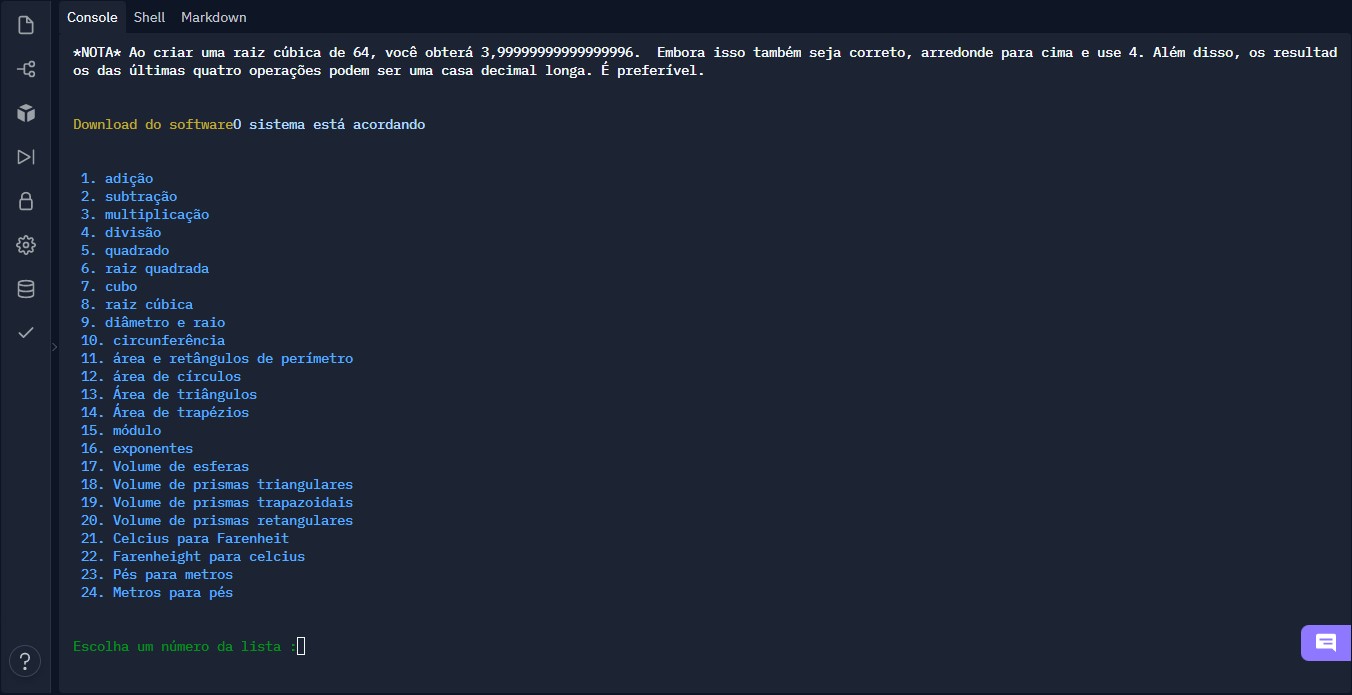 Console Shell Markdown
*NOTA* Ao criar uma raiz cúbica de 64, você obterá 3,99999999999999996.  Embora isso também seja correto, arredonde para cima e use 4. Além disso, os resultad
os das últimas quatro operações podem ser uma casa decimal longa. É preferível.
Download do softwareO sistema está acordando
1. adição
2. subtração
3. multiplicação
4. divisão
5. quadrado
6. raiz quadrada
7. cubo
8. raiz cúbica
9. diâmetro e raio
10. circunferência
11. área e retângulos de perímetro
12. área de círculos
13. Área de triângulos
14. Área de trapézios
15. módulo
16. exponentes
17. Volume de esferas
18. Volume de prismas triangulares
19. Volume de prismas trapazoidais
20. Volume de prismas retangulares
21. Celcius para Farenheit
22. Farenheight para celcius
23. Pés para metros
24. Metros para pés
Escolha um número da lista :
?